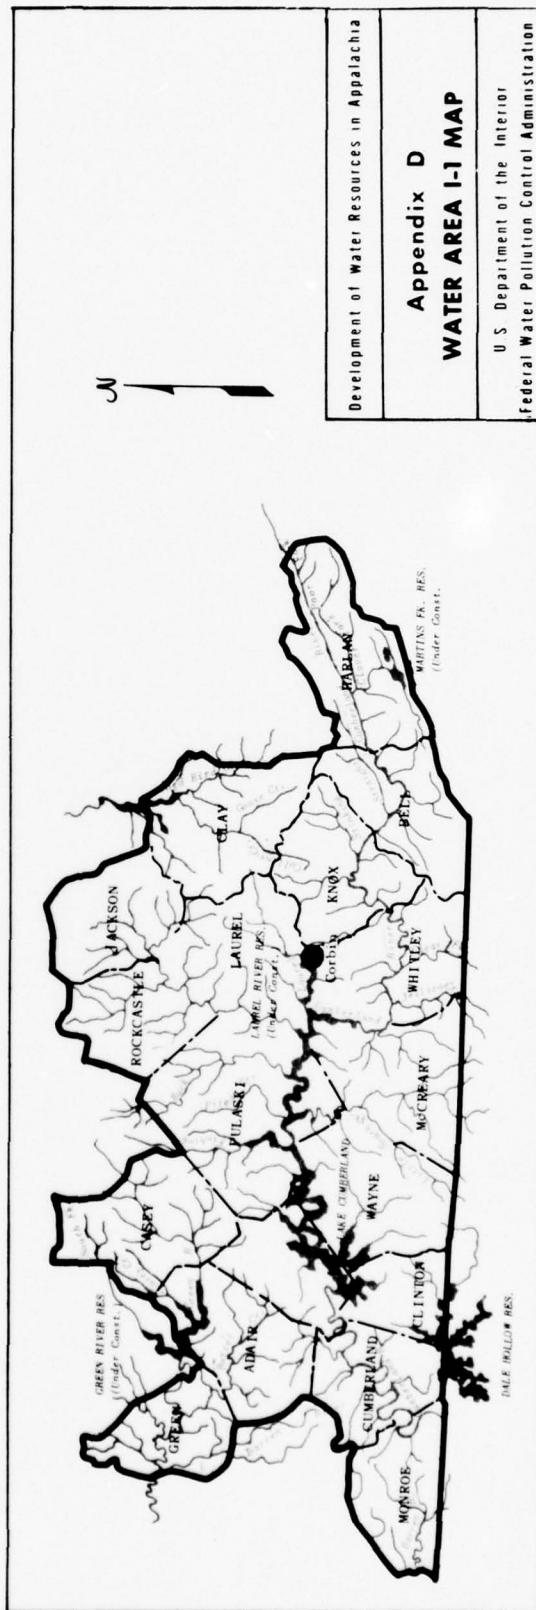 Development of Water Resources in Appalachia
Appendix D
WATER AREA I-1 MAP
U.S. Department of the Interior
Federal Water Pollution Control Administration
N
GREEN RIVER RES
(Under Const.)
GREEN
ADAIR
CASEY
PULASKI
ROCKCASTLE
JACKSON
LAUREL
LAUREL RIVER RES.
(Under Const.)
CLAY
Corbin
KNOX
HARLAN
BELL
MARTINS FK. RES.
(Under Const.
WHITLEY
McCREARY
LAKE CUMBERLAND
WAYNE
CLINTON
CUMBERLAND
MONROE
DALE HOLLOW RES.